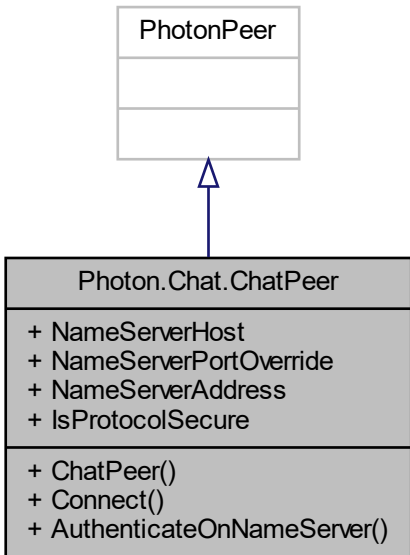 PhotonPeer
Photon.Chat.ChatPeer
+ NameServerHost
+ NameServerPortOverride
+ NameServerAddress
+ IsProtocolSecure
+ ChatPeer()
+ Connect()
+ AuthenticateOnNameServer()